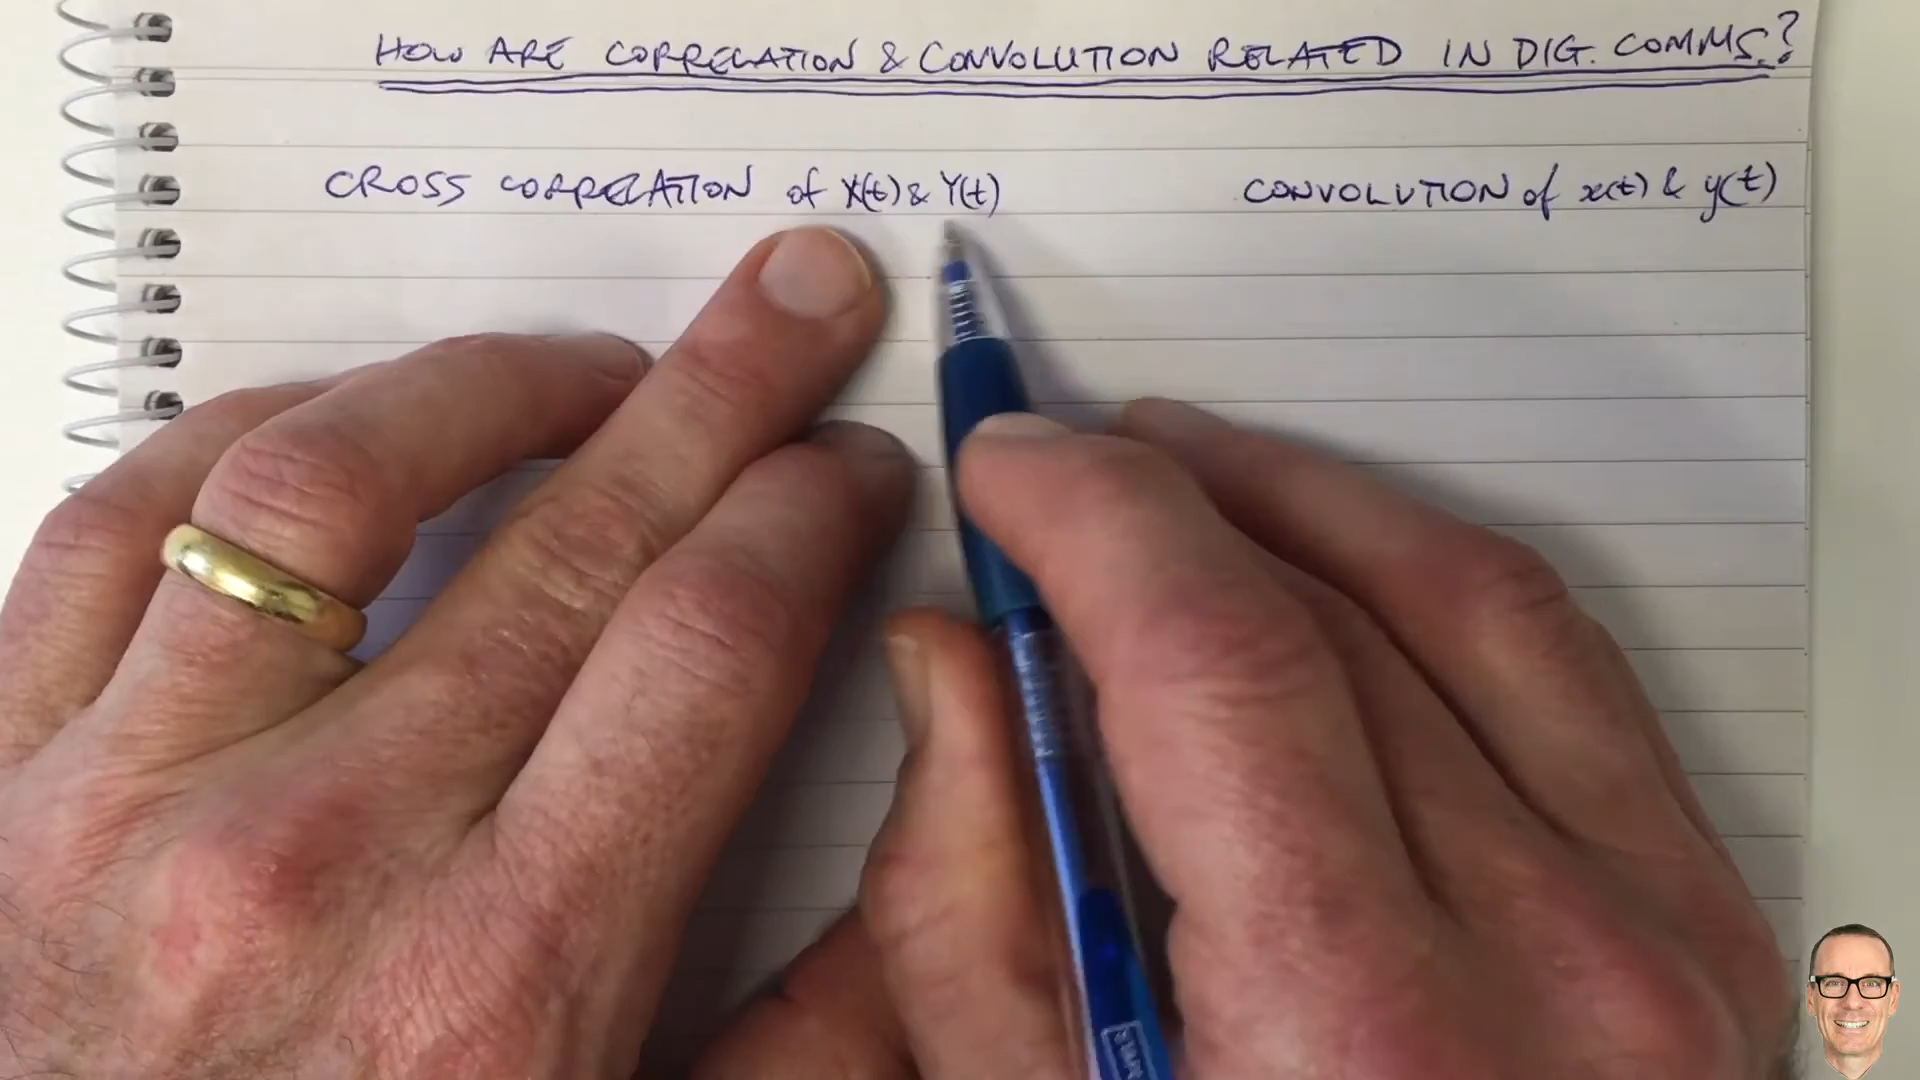 HOW ARE CORRELATION & CONVOLUTION RELATED IN DIG. COMMS.?
CROSS CORRELATION of X(t) & Y(t)
CONVOLUTION of x(t) & y(t)